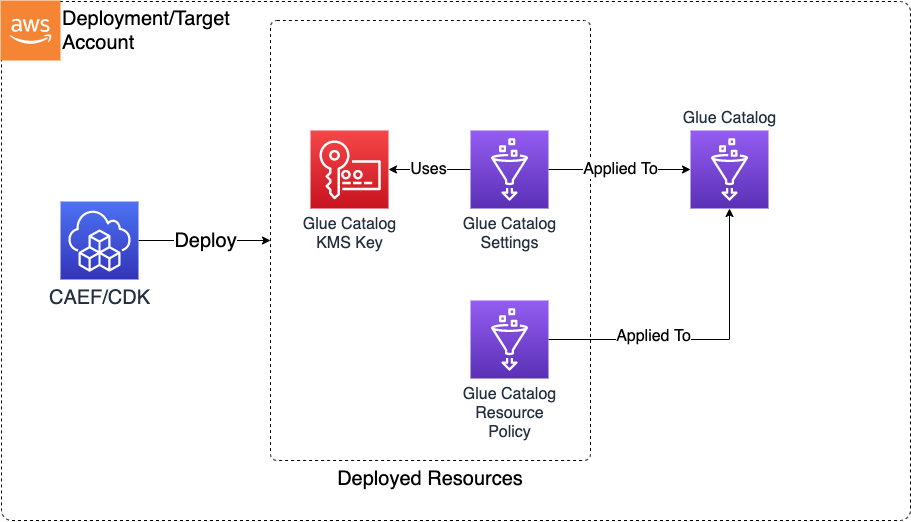 aws
Deployment/Target
Account
Glue Catalog
Uses
Applied To
Glue Catalog
KMS Key
Glue Catalog
Settings
Deploy
CAEF/CDK
Applied To
Glue Catalog
Resource
Policy
Deployed Resources